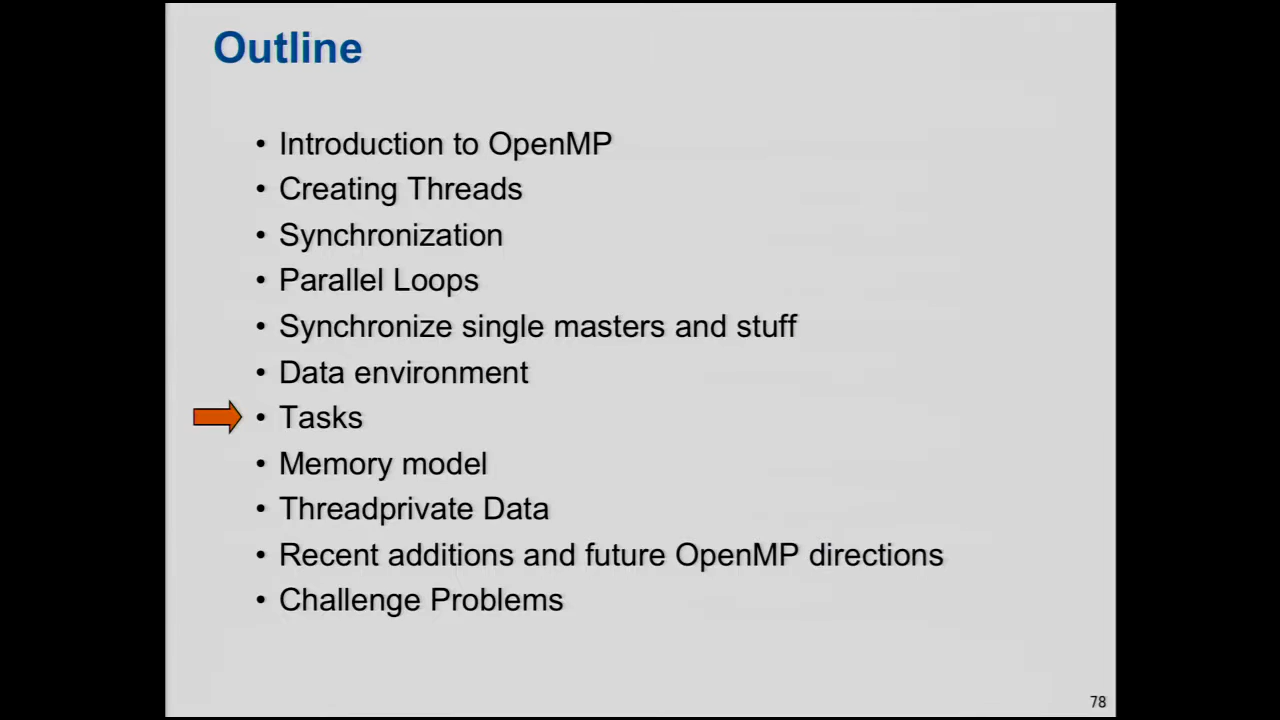 Outline
• Introduction to OpenMP
• Creating Threads
• Synchronization
• Parallel Loops
• Synchronize single masters and stuff
• Data environment
• Tasks
• Memory model
• Threadprivate Data
• Recent additions and future OpenMP directions
• Challenge Problems
78